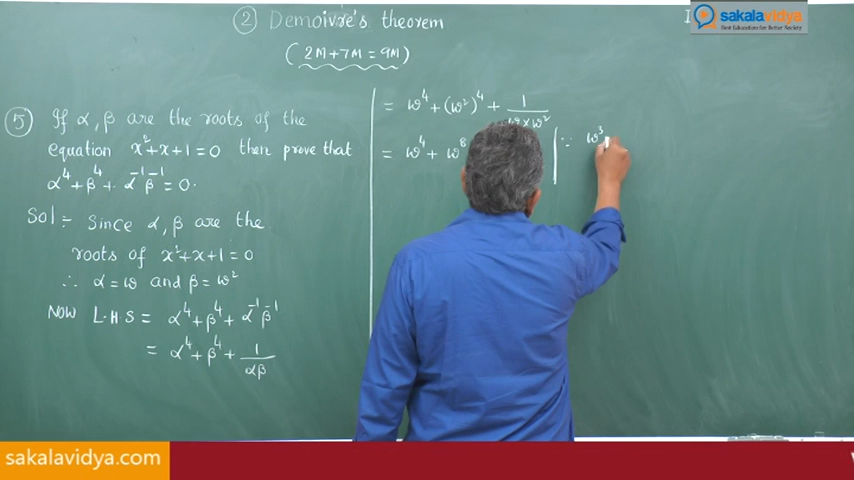 ② Demoivre's theorem
(2M+7M=9M)
⑤ If α, β are the roots of the
equation x²+x+1=0 then prove that
α⁴+β⁴+α⁻¹β⁻¹=0.
Sol:- Since α, β are the
roots of x²+x+1=0
∴ α=ω and β=ω²
Now L.H.S = α⁴+β⁴+α⁻¹β⁻¹
= α⁴+β⁴+1/αβ
= ω⁴+(ω²)⁴+1/ω×ω²
= ω⁴+ω⁸
∵ ω³
sakalavidya
Best Education for Better Society
sakalavidya.com